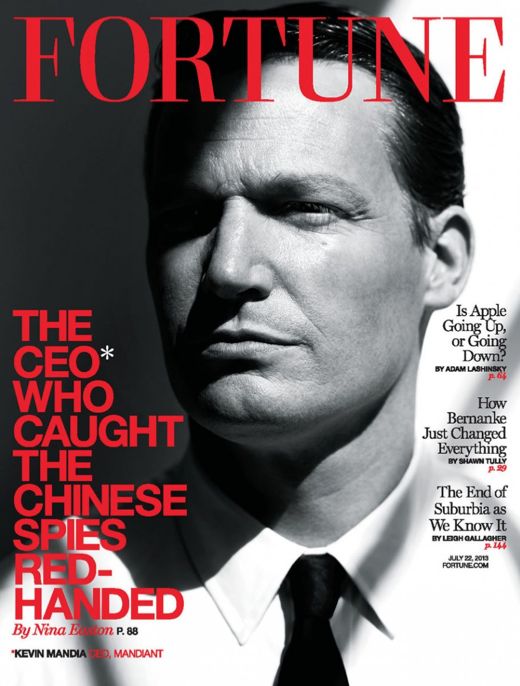 FORTUNE
THE
CEO*
WHO
CAUGHT
THE
CHINESE
SPIES
RED-
HANDED
By Nina Easton P. 88
*KEVIN MANDIA CEO, MANDIANT
Is Apple
Going Up,
or Going
Down?
BY ADAM LASHINSKY
p. 64
How
Bernanke
Just Changed
Everything
BY SHAWN TULLY
p. 29
The End of
Suburbia as
We Know It
BY LEIGH GALLAGHER
p. 144
JULY 22, 2013
FORTUNE.COM